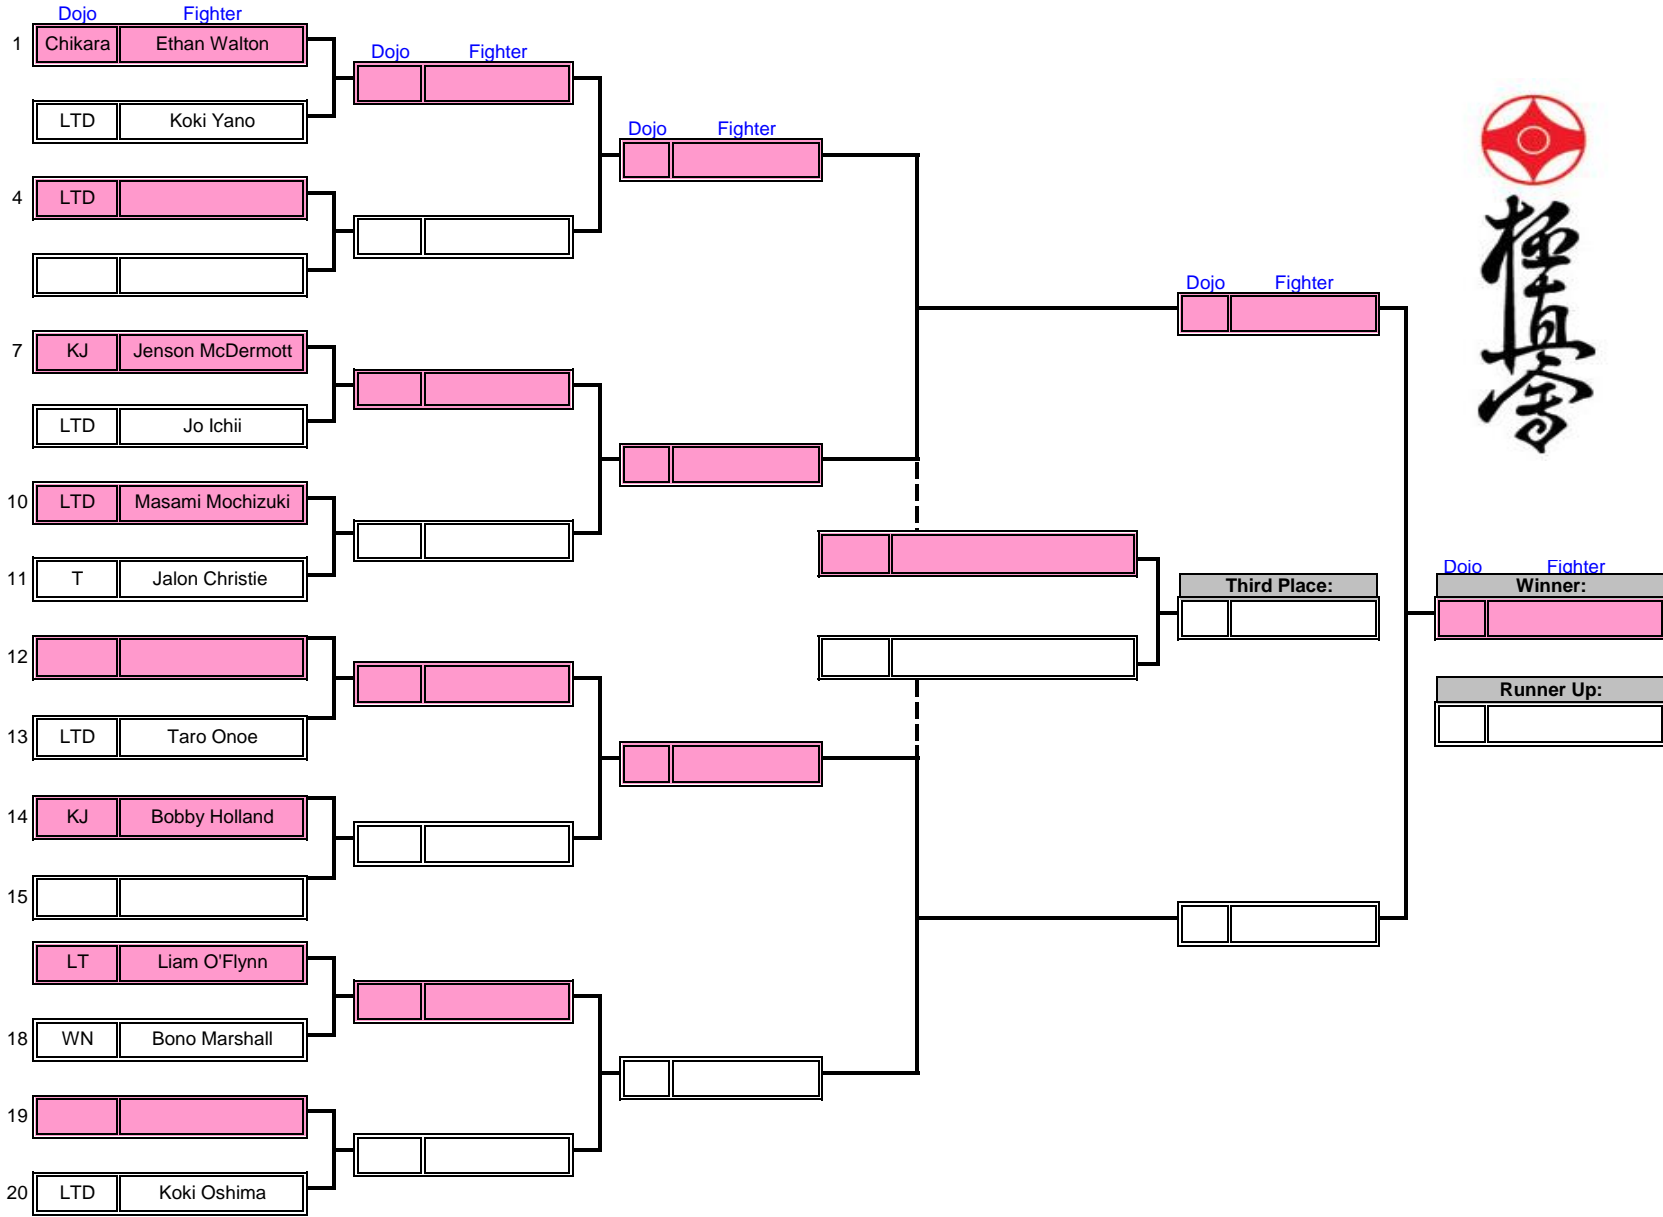 Dojo Fighter
1 Chikara Ethan Walton
Dojo Fighter
LTD Koki Yano
Dojo Fighter
4 LTD
Dojo Fighter
7 KJ Jenson McDermott
LTD Jo Ichii
10 LTD Masami Mochizuki
11 T Jalon Christie
Dojo Fighter
Third Place:
Winner:
12
Runner Up:
13 LTD Taro Onoe
14 KJ Bobby Holland
15
LT Liam O'Flynn
18 WN Bono Marshall
19
20 LTD Koki Oshima
極真会